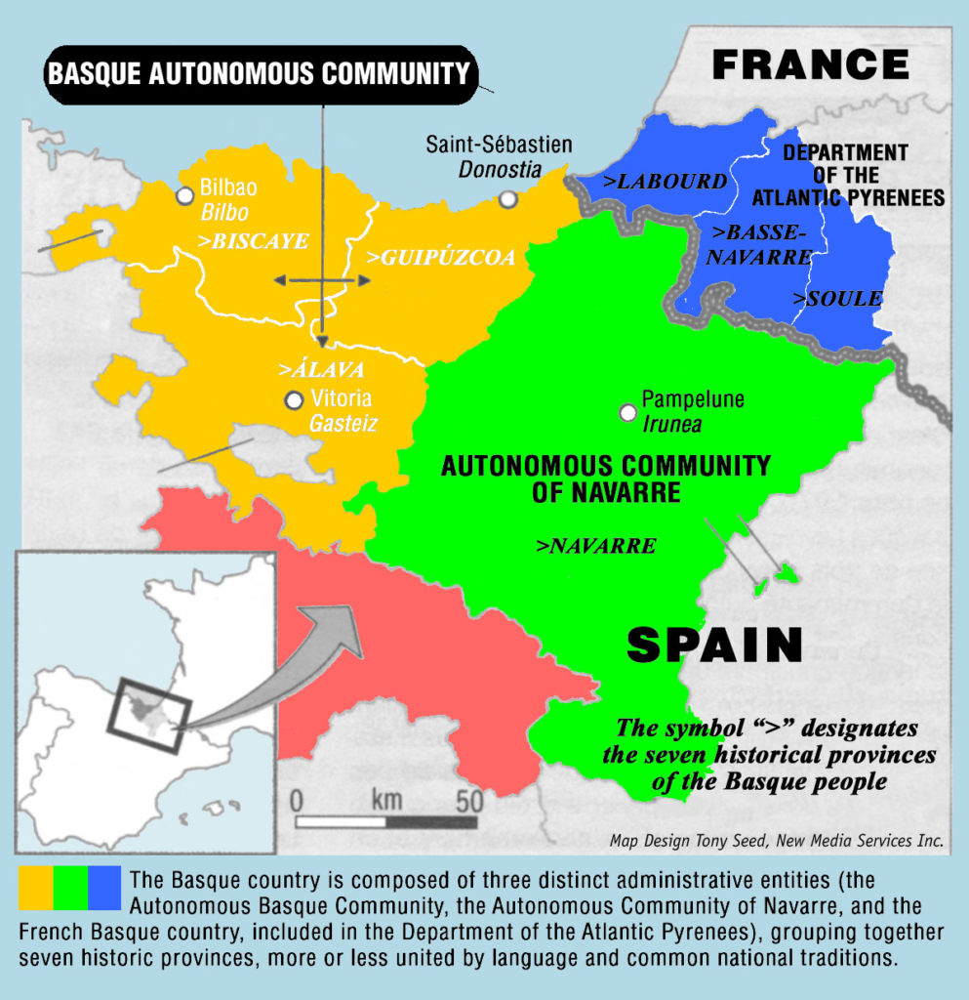 BASQUE AUTONOMOUS COMMUNITY
FRANCE
Saint-Sébastien
Donostia
DEPARTMENT
OF THE
ATLANTIC PYRENEES
>LABOURD
Bilbao
Bilbo
>BISCAYE
>GUIPÚZCOA
>BASSE-
NAVARRE
>SOULE
>ÁLAVA
Vitoria
Gasteiz
Pampelune
Irunea
AUTONOMOUS COMMUNITY
OF NAVARRE
>NAVARRE
SPAIN
The symbol “>” designates
the seven historical provinces
of the Basque people
0 km 50
Map Design Tony Seed, New Media Services Inc.
The Basque country is composed of three distinct administrative entities (the
Autonomous Basque Community, the Autonomous Community of Navarre, and the
French Basque country, included in the Department of the Atlantic Pyrenees), grouping together
seven historic provinces, more or less united by language and common national traditions.